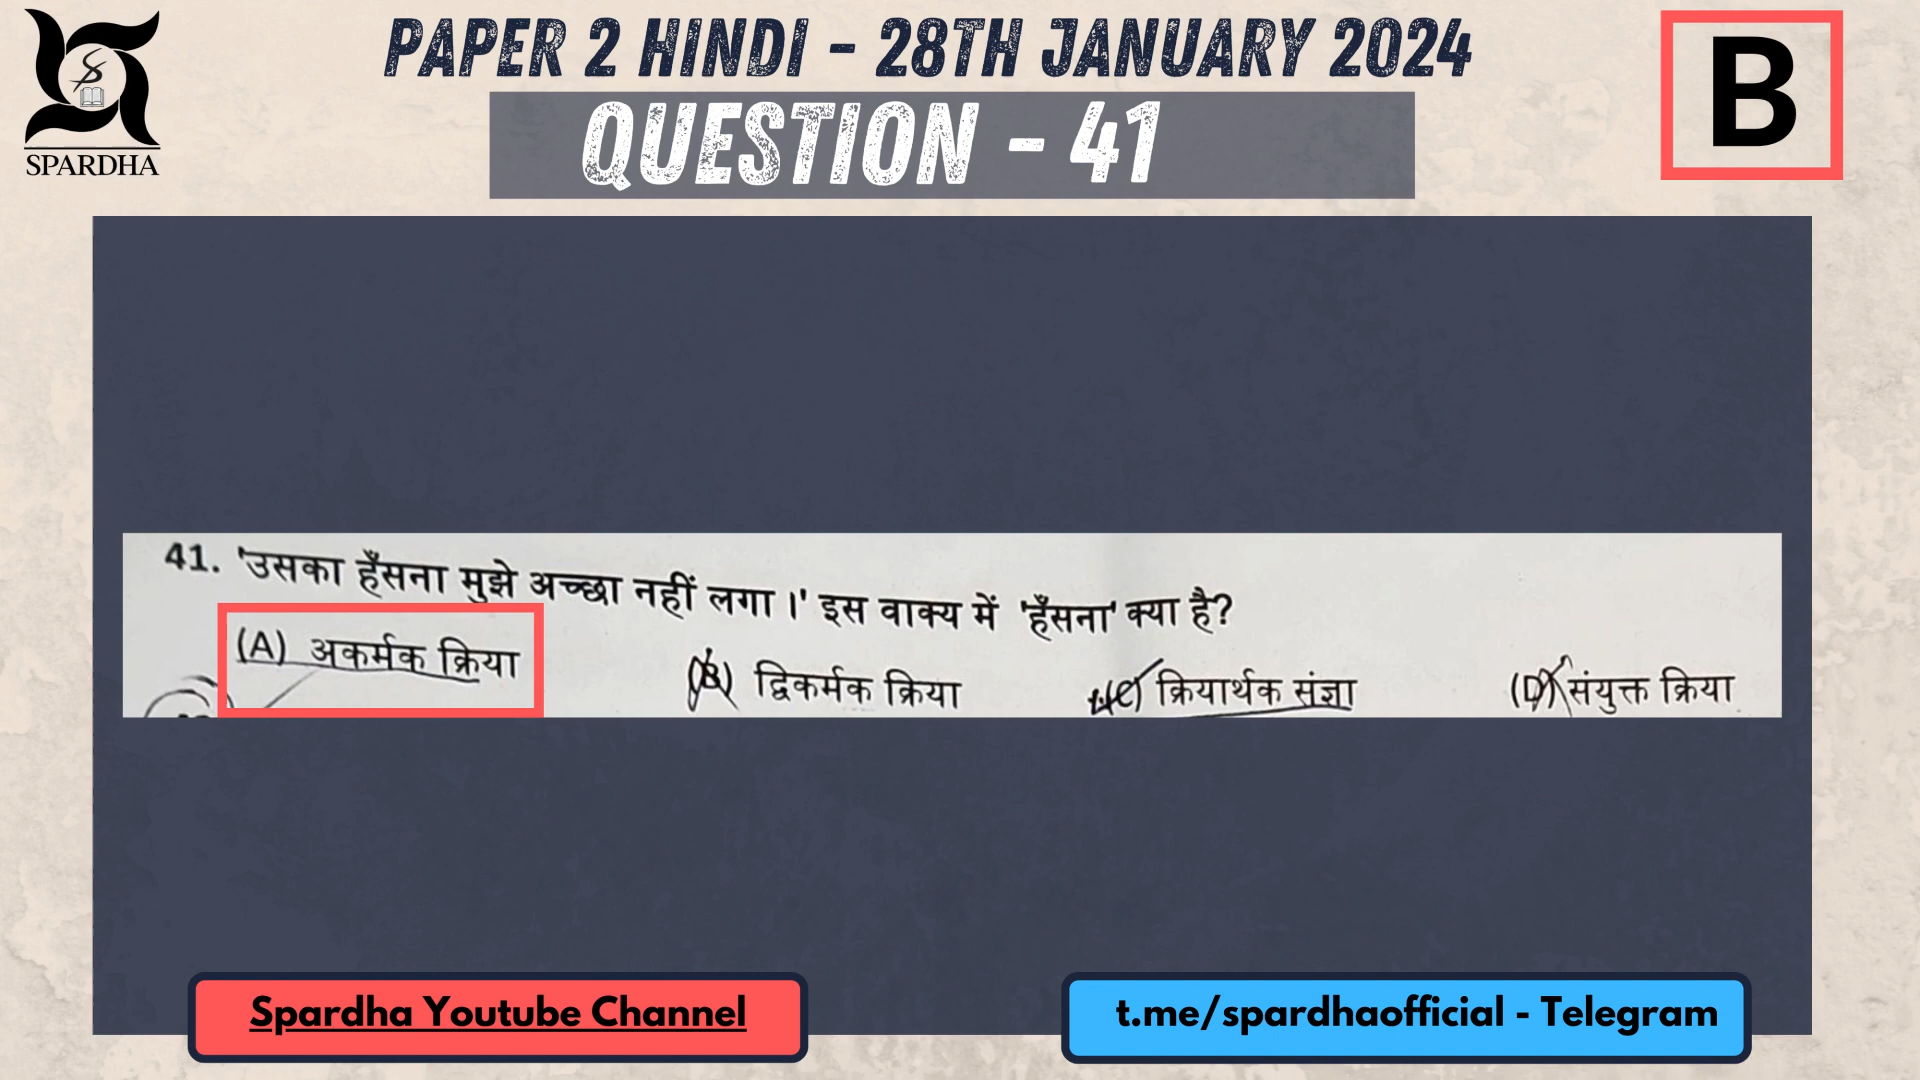 PAPER 2 HINDI - 28TH JANUARY 2024
B
QUESTION - 41
SPARDHA
41. 'उसका हँसना मुझे अच्छा नहीं लगा।' इस वाक्य में 'हँसना' क्या है?
(A) अकर्मक क्रिया (B) द्विकर्मक क्रिया (C) क्रियार्थक संज्ञा (D) संयुक्त क्रिया
Spardha Youtube Channel
t.me/spardhaofficial - Telegram